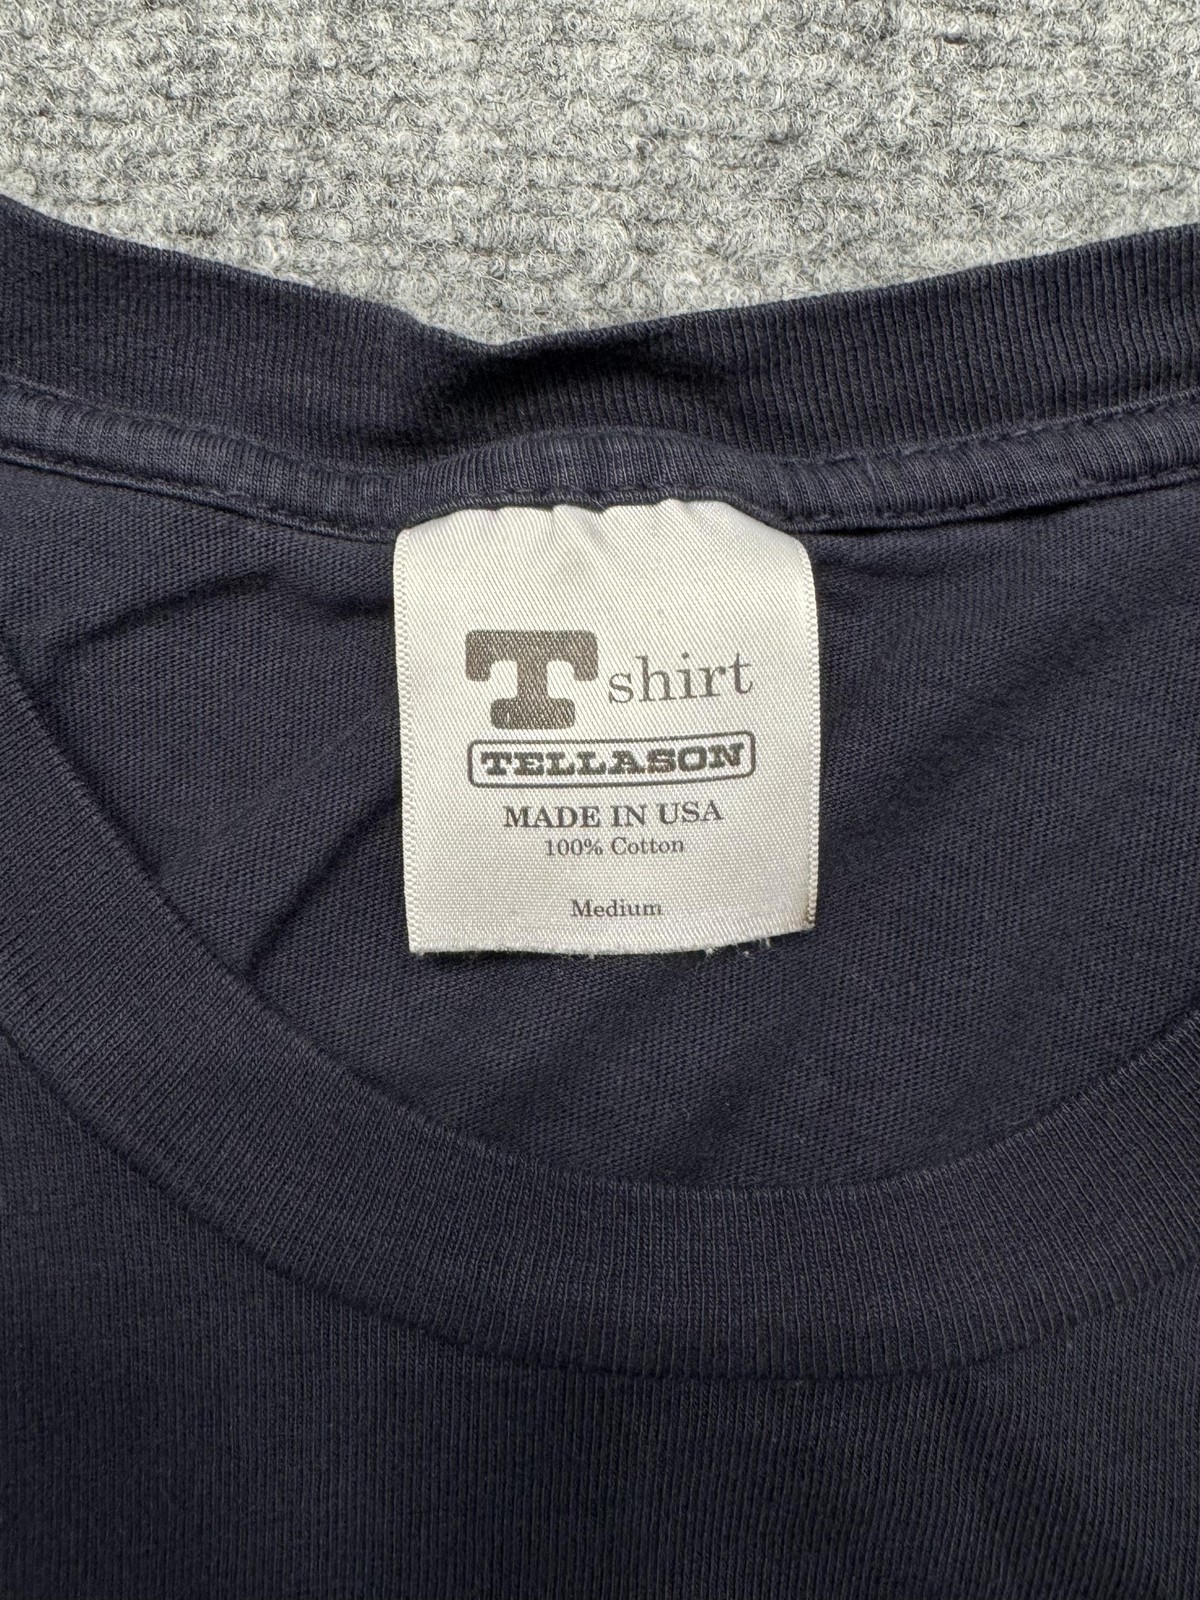 T shirt
TELLASON
MADE IN USA
100% Cotton
Medium